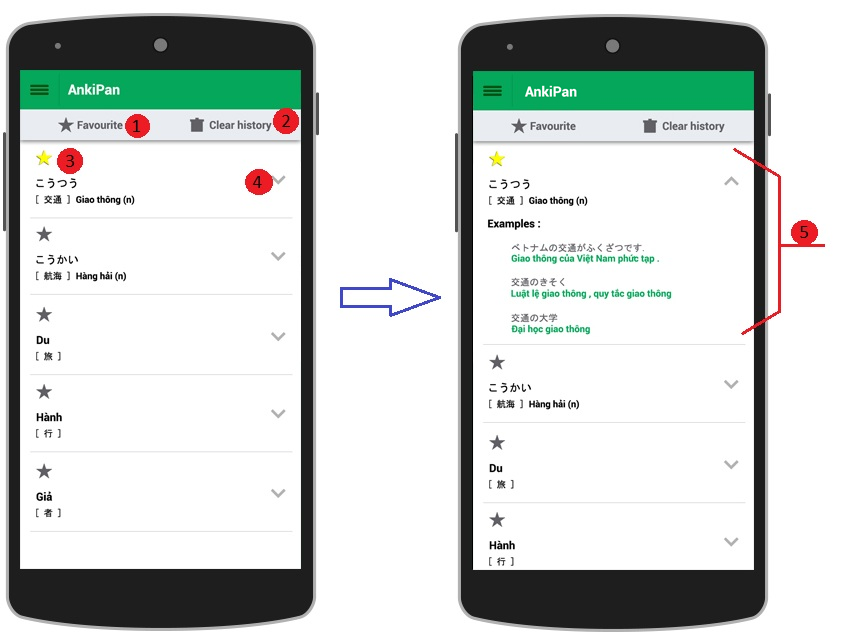 AnkiPan
Favourite 1 Clear history 2
3
こうつう
4
[ 交通 ] Giao thông (n)
こうかい
[ 航海 ] Hàng hải (n)
Du
[ 旅 ]
Hành
[ 行 ]
Giả
[ 者 ]
AnkiPan
Favourite Clear history
こうつう
[ 交通 ] Giao thông (n)
Examples :
ベトナムの交通がふくざつです.
Giao thông của Việt Nam phức tạp .
交通のきそく
Luật lệ giao thông , quy tắc giao thông
交通の大学
Đại học giao thông
こうかい
[ 航海 ] Hàng hải (n)
Du
[ 旅 ]
Hành
[ 行 ]
5